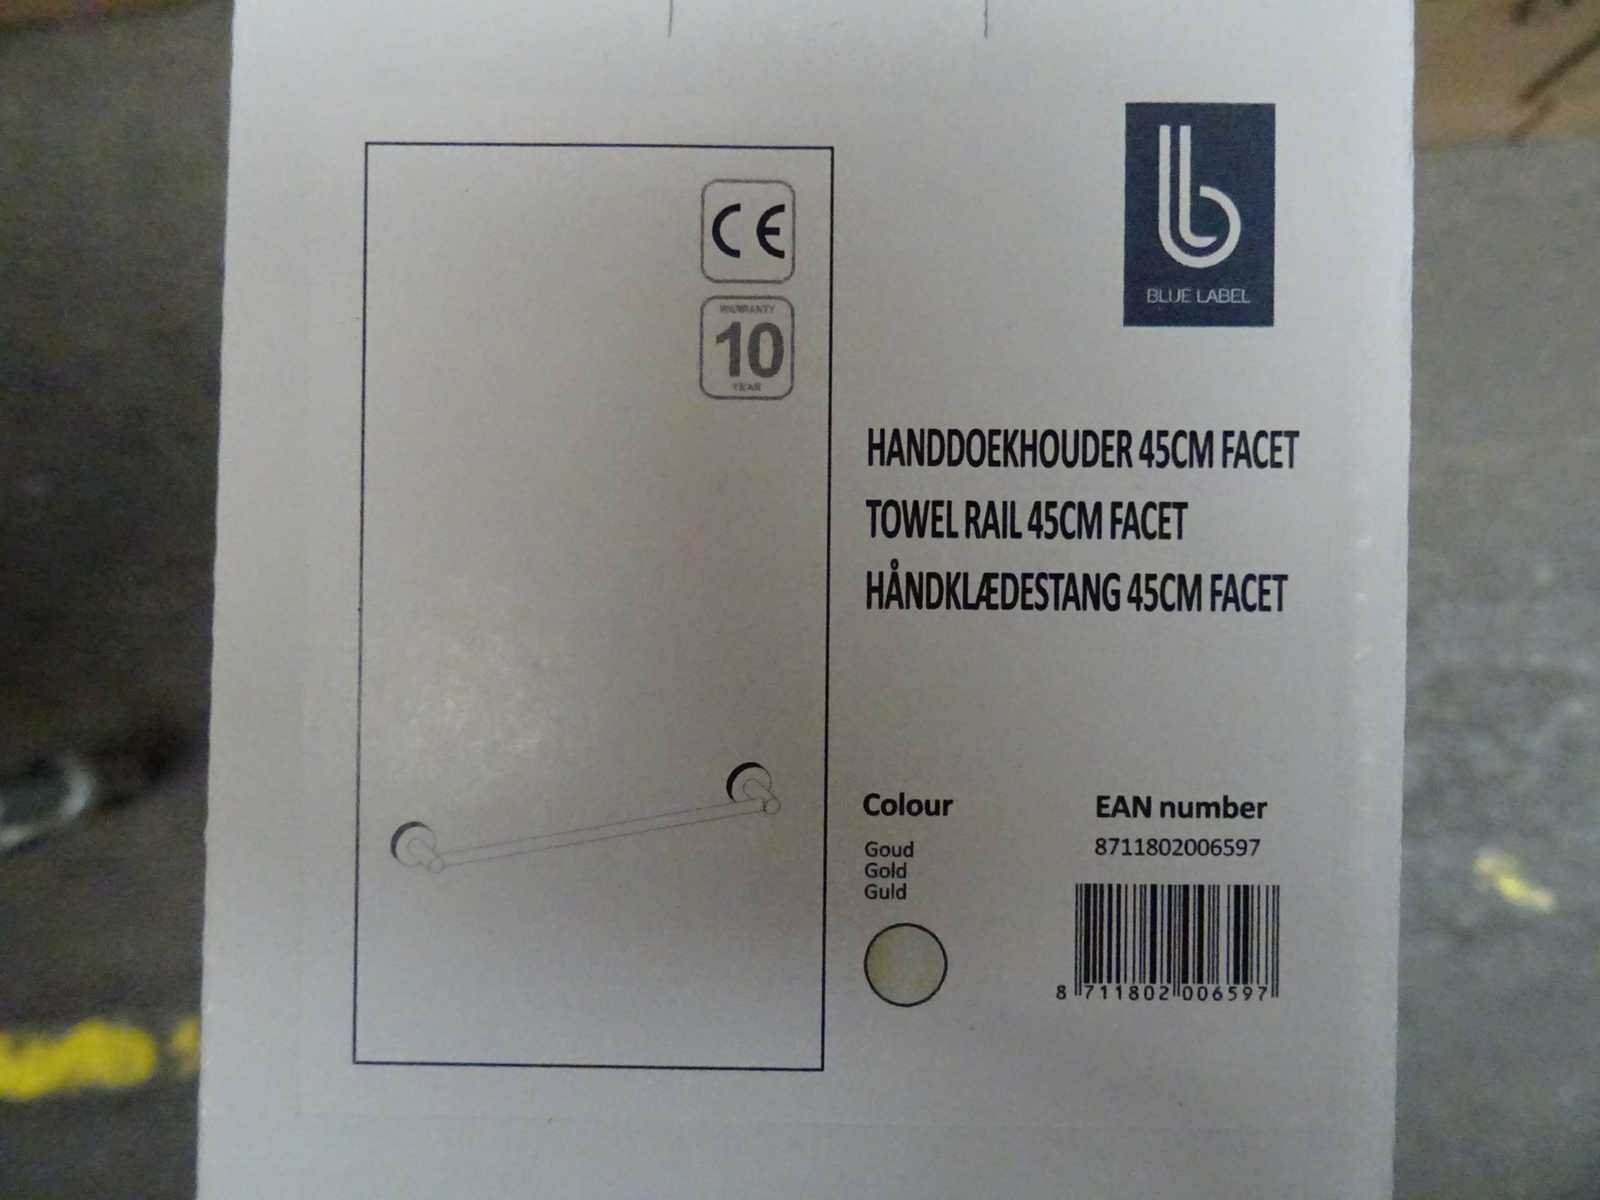 CE
WARRANTY
10
YEAR
BLUE LABEL
HANDDOEKHOUDER 45CM FACET
TOWEL RAIL 45CM FACET
HÅNDKLÆDESTANG 45CM FACET
Colour
Goud
Gold
Guld
EAN number
8711802006597
8 711802 006597